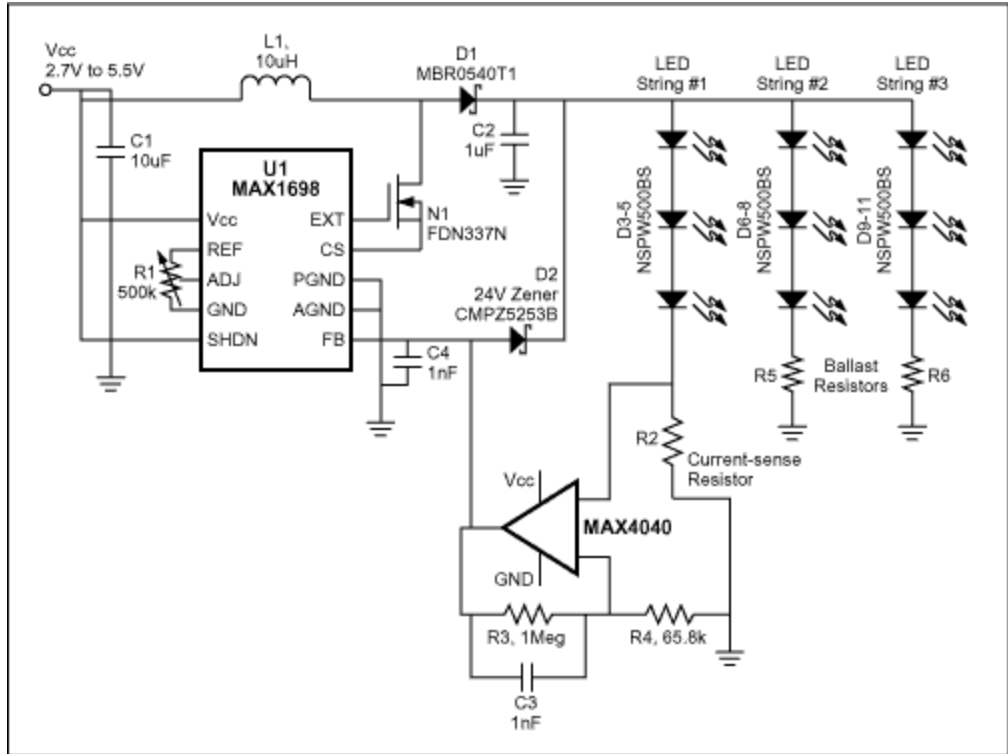 Vcc
2.7V to 5.5V
L1,
10uH
D1
MBR0540T1
LED
String #1
LED
String #2
LED
String #3
C1
10uF
C2
1uF
U1
MAX1698
Vcc
EXT
REF
CS
ADJ
PGND
GND
AGND
SHDN
FB
R1
500k
N1
FDN337N
D3-5
NSPW500BS
D6-8
NSPW500BS
D9-11
NSPW500BS
D2
24V Zener
CMPZ5253B
C4
1nF
R5
Ballast
Resistors
R6
R2
Current-sense
Resistor
Vcc
MAX4040
GND
R3, 1Meg
R4, 65.8k
C3
1nF